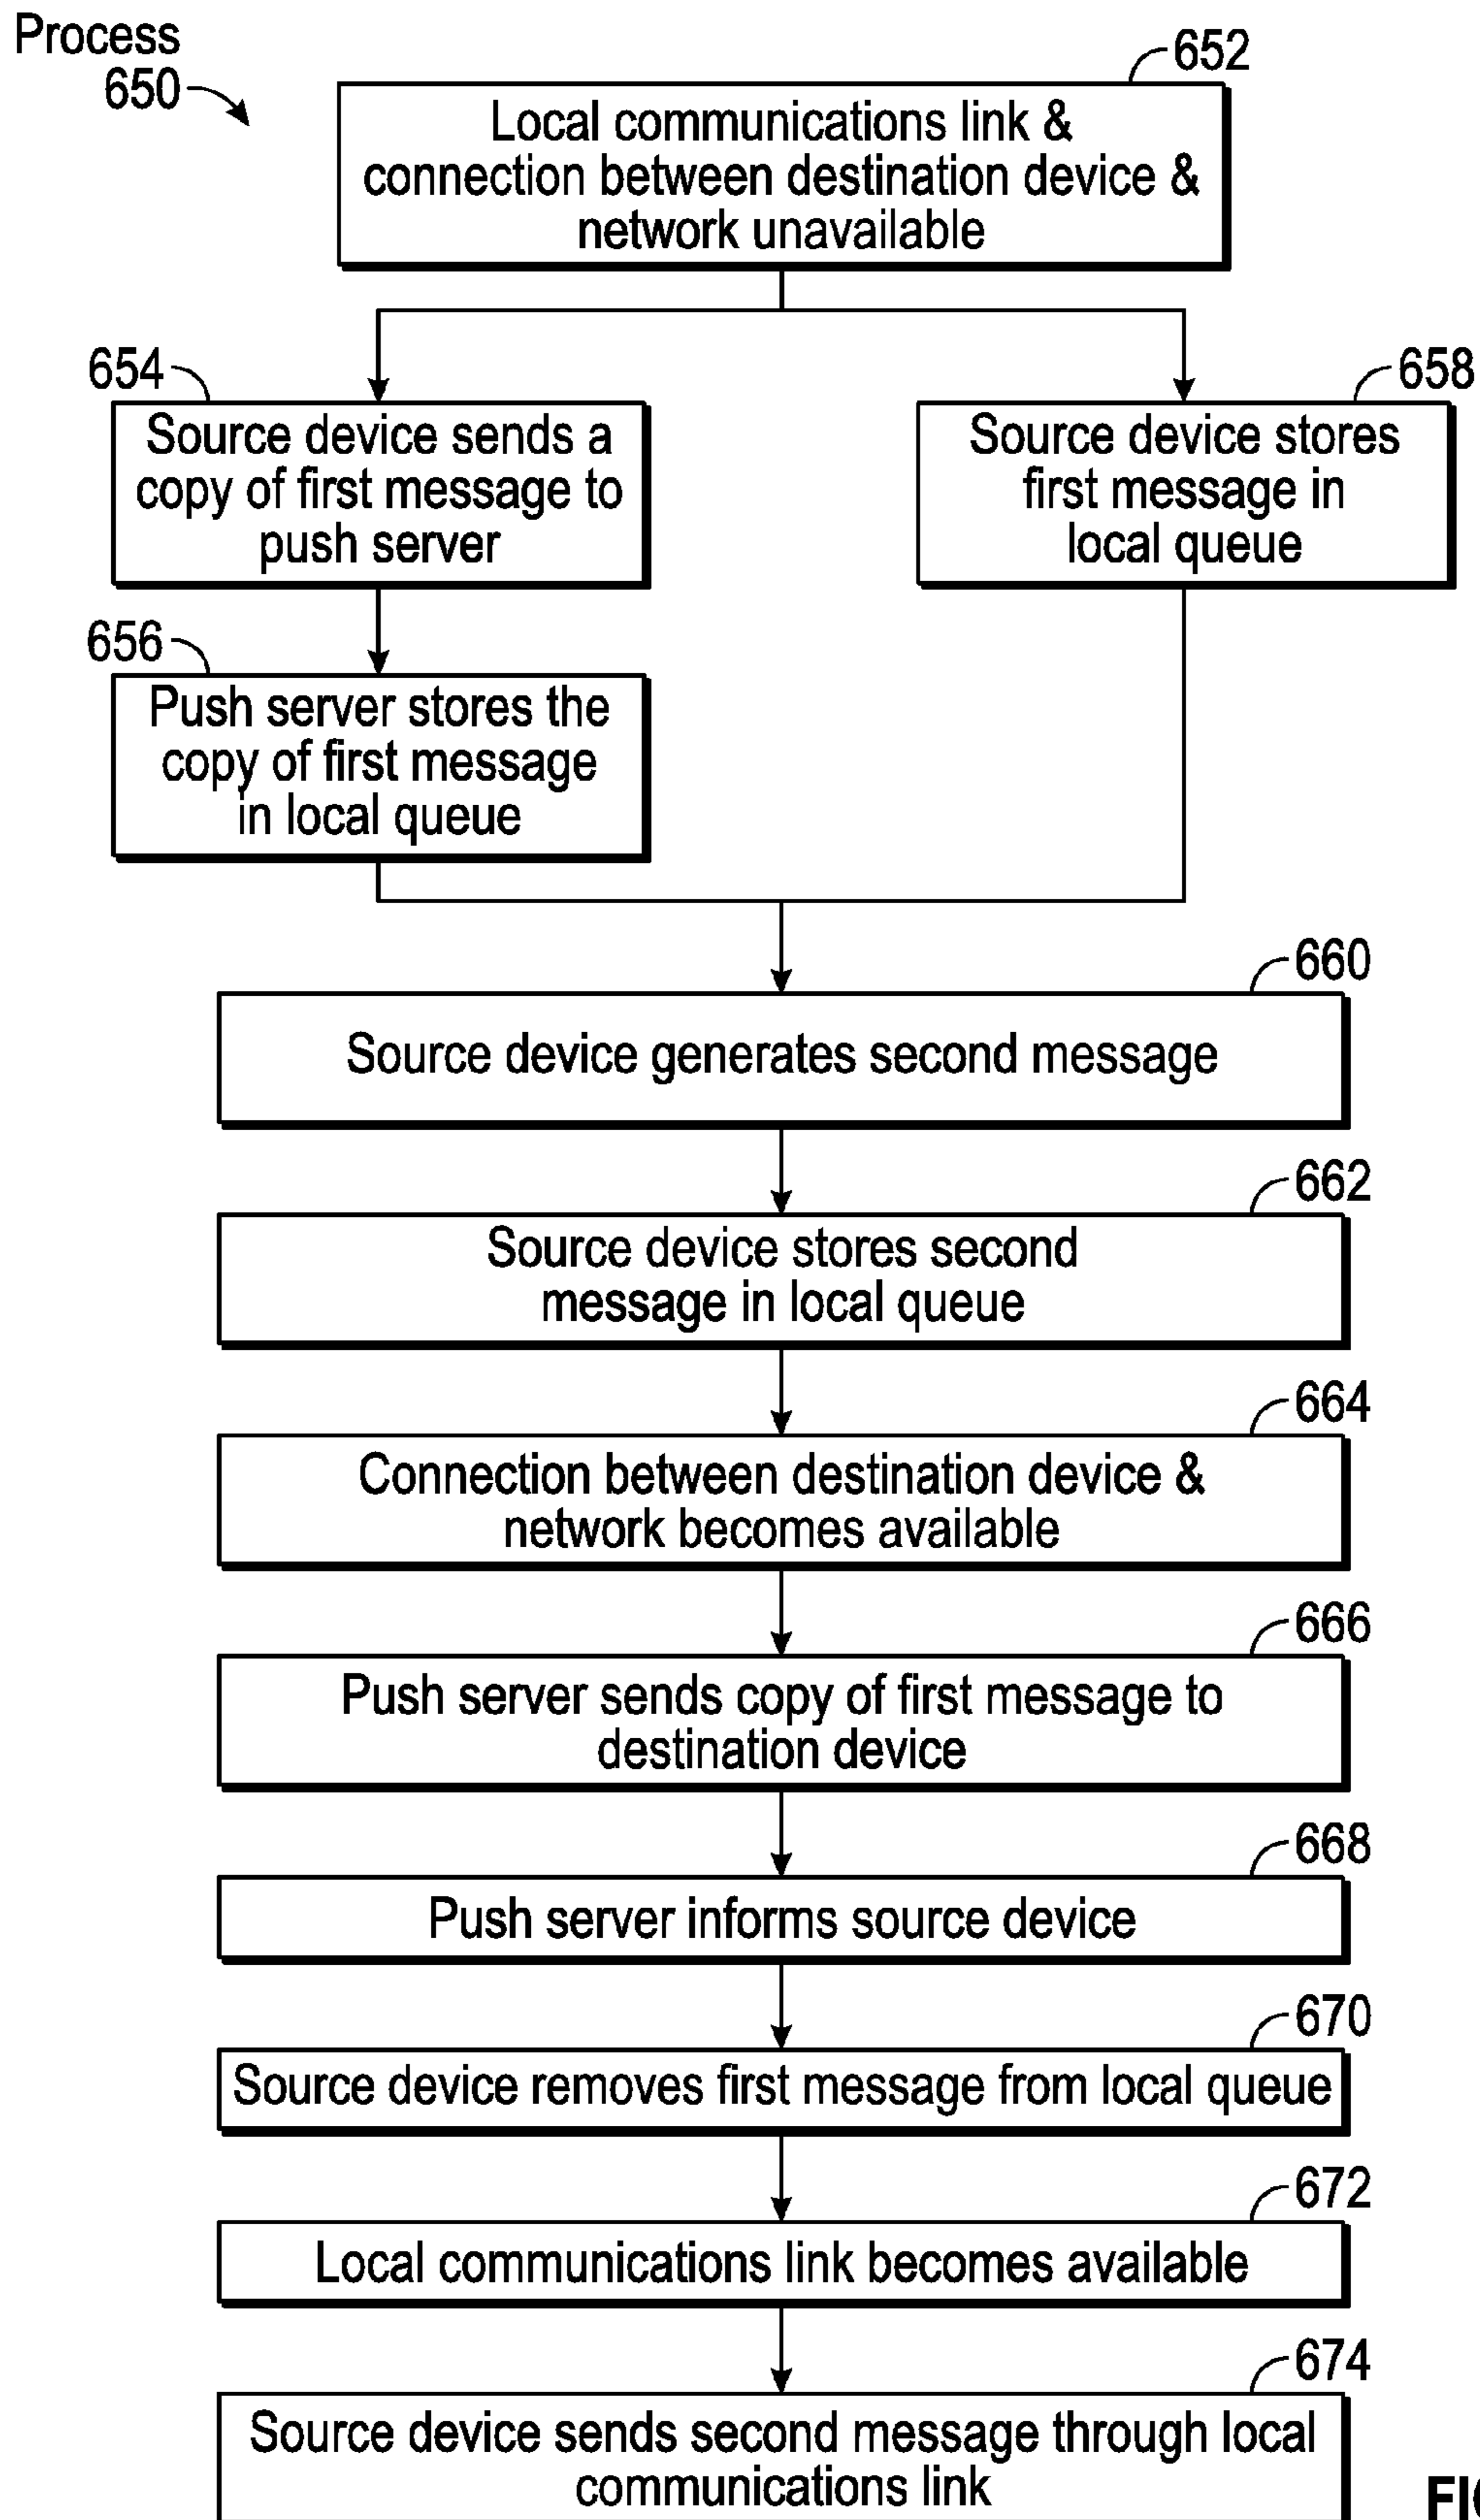 Process
650
652
Local communications link &
connection between destination device &
network unavailable
654
Source device sends a
copy of first message to
push server
658
Source device stores
first message in
local queue
656
Push server stores the
copy of first message
in local queue
660
Source device generates second message
662
Source device stores second
message in local queue
664
Connection between destination device &
network becomes available
666
Push server sends copy of first message to
destination device
668
Push server informs source device
670
Source device removes first message from local queue
672
Local communications link becomes available
674
Source device sends second message through local
communications link